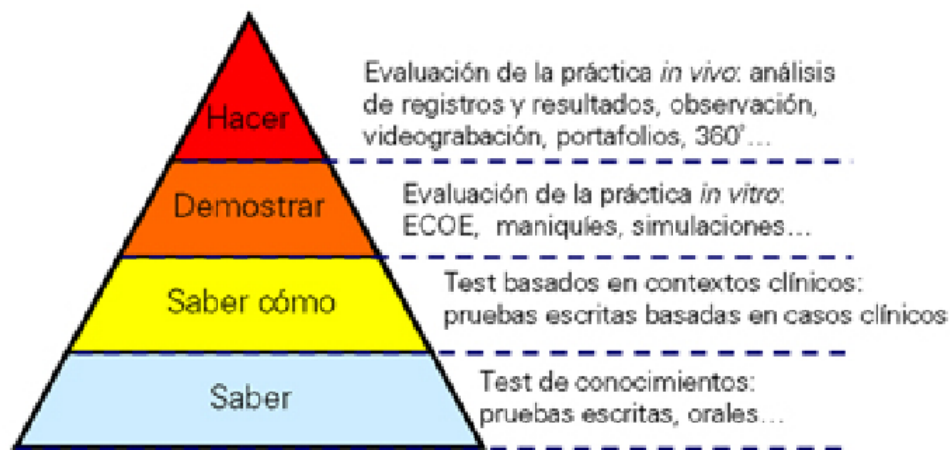 Hacer
Evaluación de la práctica in vivo: análisis
de registros y resultados, observación,
videograbación, portafolios, 360°...
Demostrar
Evaluación de la práctica in vitro:
ECOE, maniquíes, simulaciones...
Saber cómo
Test basados en contextos clínicos:
pruebas escritas basadas en casos clínicos
Saber
Test de conocimientos:
pruebas escritas, orales...